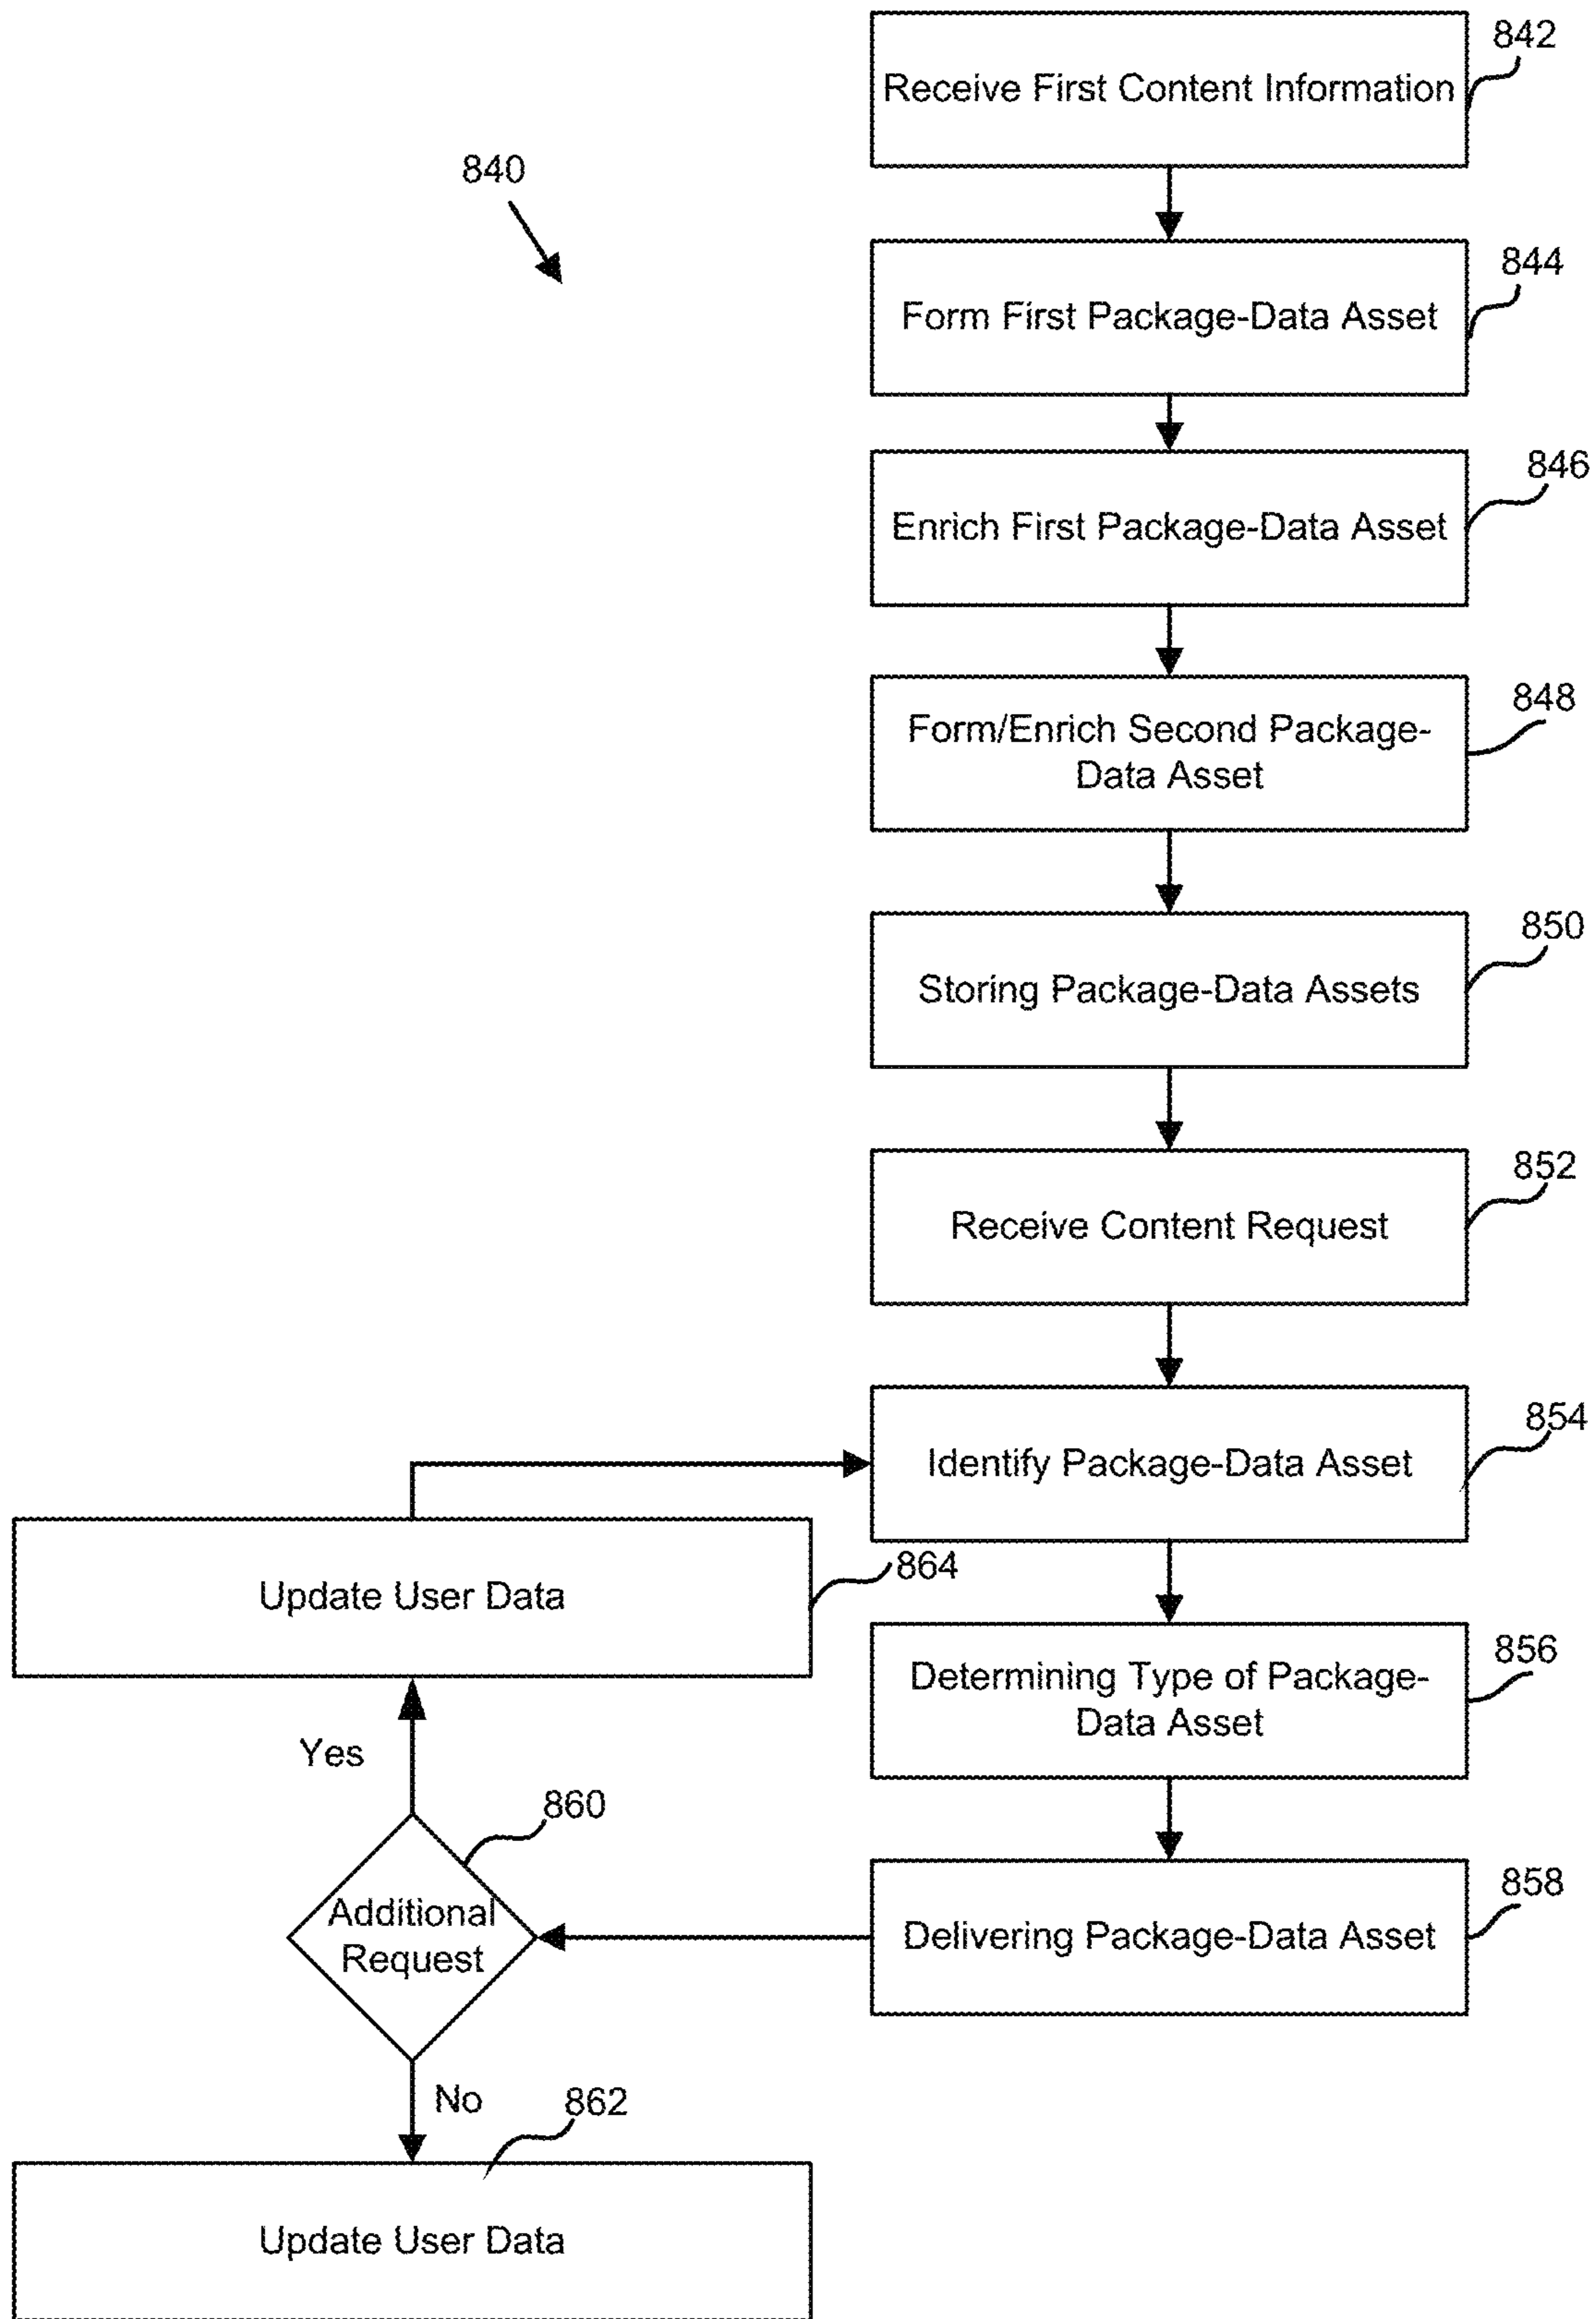 842
Receive First Content Information
840
844
Form First Package-Data Asset
846
Enrich First Package-Data Asset
848
Form/Enrich Second Package-
Data Asset
850
Storing Package-Data Assets
852
Receive Content Request
854
Identify Package-Data Asset
864
Update User Data
856
Determining Type of Package-
Data Asset
Yes
860
858
Additional
Request
Delivering Package-Data Asset
No
862
Update User Data